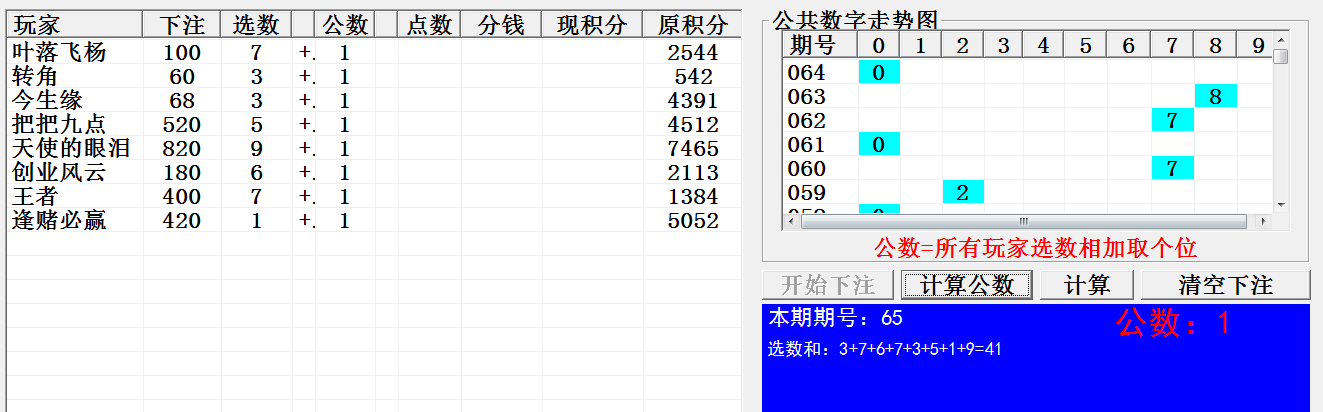 玩家 下注 选数 公数 点数 分钱 现积分 原积分
叶落飞杨 100 7 +. 1 2544
转角 60 3 +. 1 542
今生缘 68 3 +. 1 4391
把把九点 520 5 +. 1 4512
天使的眼泪 820 9 +. 1 7465
创业风云 180 6 +. 1 2113
王者 400 7 +. 1 1384
逢赌必赢 420 1 +. 1 5052
公共数字走势图
期号 0 1 2 3 4 5 6 7 8 9
064 0
063 8
062 7
061 0
060 7
059 2
公数=所有玩家选数相加取个位
开始下注 计算公数 计算 清空下注
本期期号：65
公数：1
选数和：3+7+6+7+3+5+1+9=41